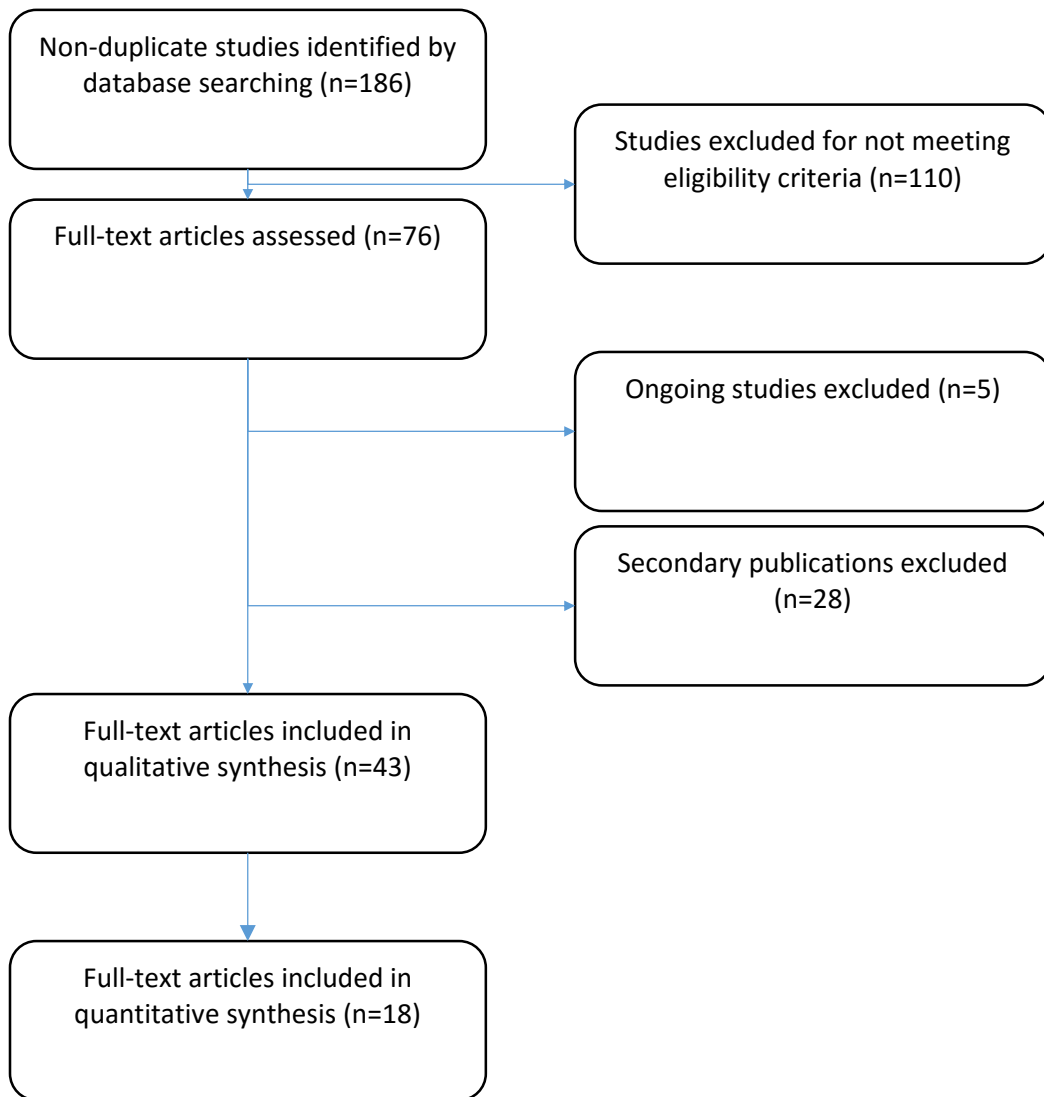 Non-duplicate studies identified by
database searching (n=186)
Studies excluded for not meeting
eligibility criteria (n=110)
Full-text articles assessed (n=76)
Ongoing studies excluded (n=5)
Secondary publications excluded
(n=28)
Full-text articles included in
qualitative synthesis (n=43)
Full-text articles included in
quantitative synthesis (n=18)